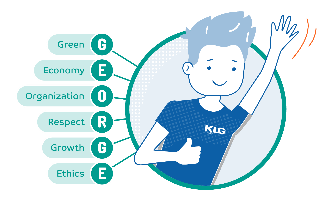 Green G
Economy E
Organization O
Respect R
Growth G
Ethics E
KLG